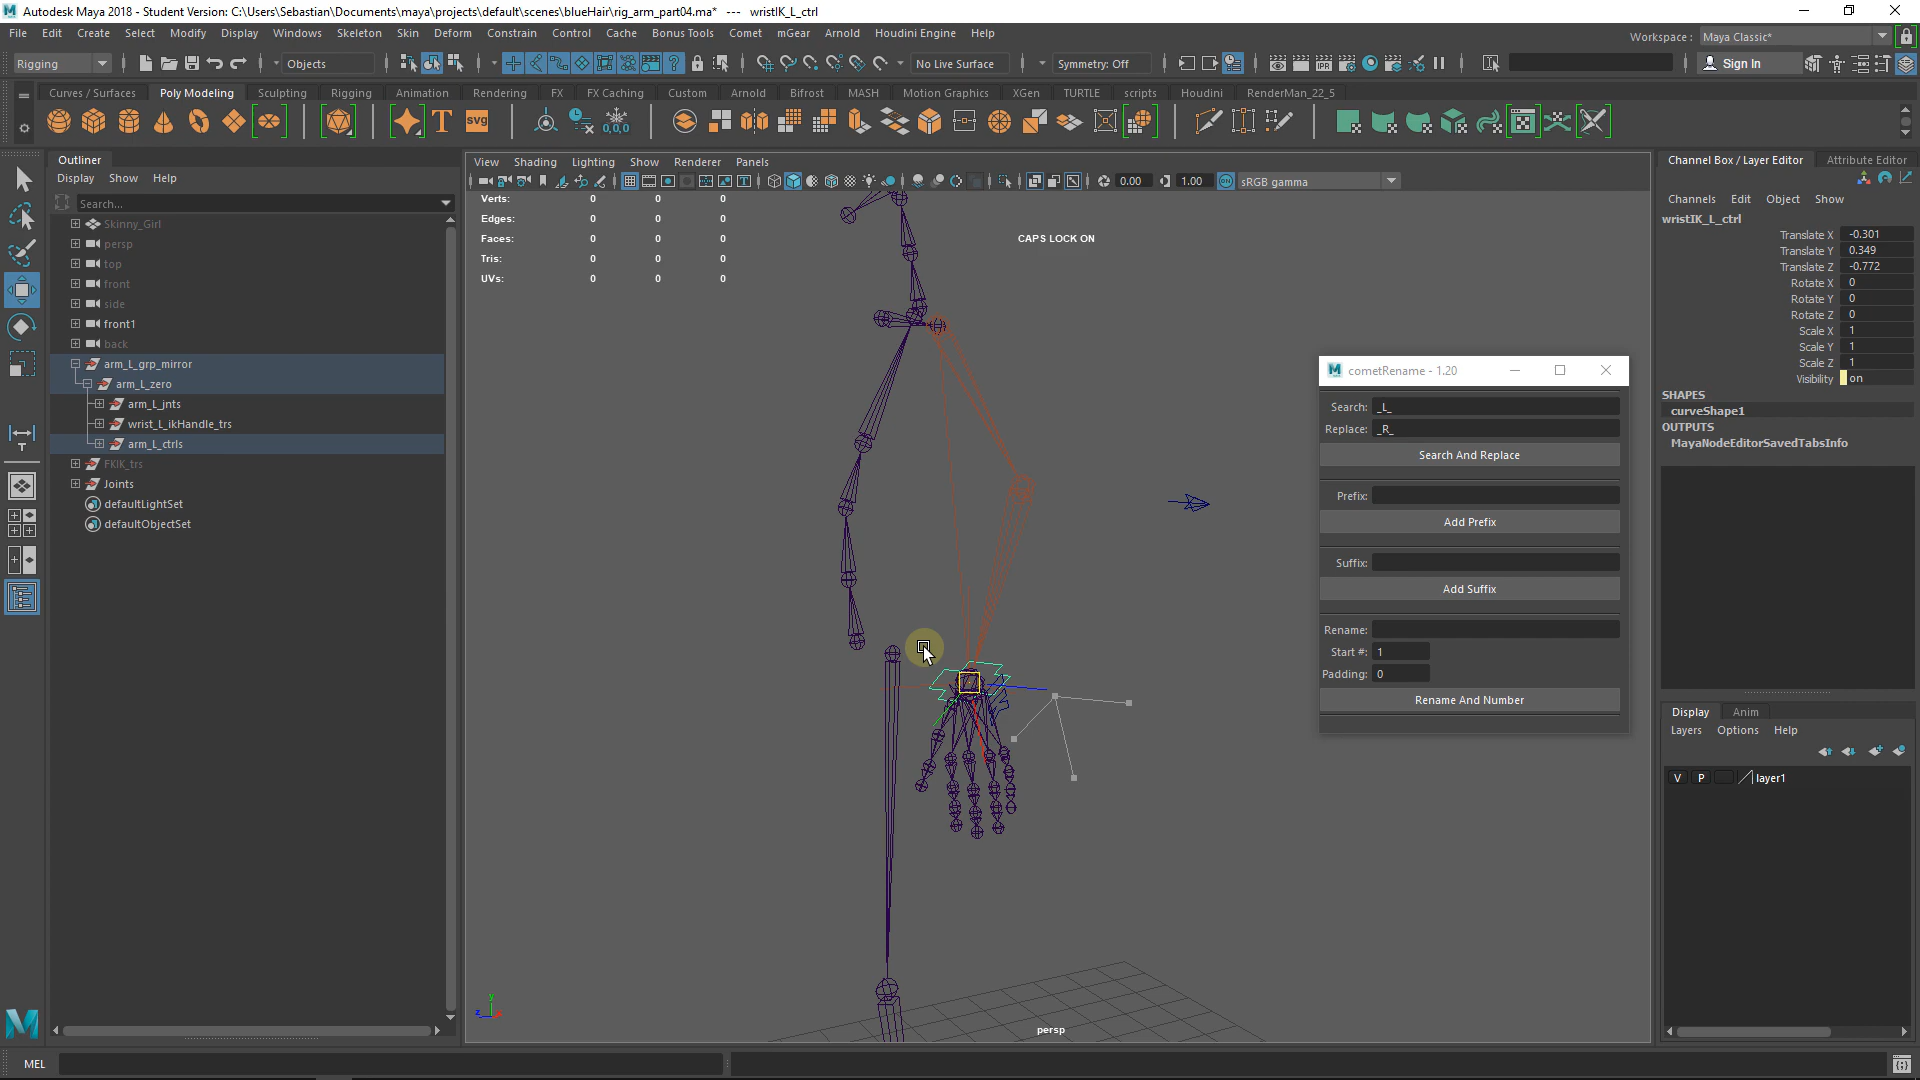 Autodesk Maya 2018 - Student Version: C:\Users\Sebastian\Documents\maya\projects\default\scenes\blueHair\rig_arm_part04.ma* --- wristIK_L_ctrl
File Edit Create Select Modify Display Windows Skeleton Skin Deform Constrain Control Cache Bonus Tools Comet mGear Arnold Houdini Engine Help
Workspace : Maya Classic*
Rigging Objects No Live Surface Symmetry: Off Sign In
Curves / Surfaces Poly Modeling Sculpting Rigging Animation Rendering FX FX Caching Custom Arnold Bifrost MASH Motion Graphics XGen TURTLE scripts Houdini RenderMan_22_5
T SVG 0,0,0
Outliner
Display Show Help
Search...
Skinny_Girl
persp
top
front
side
front1
back
arm_L_grp_mirror
arm_L_zero
arm_L_jnts
wrist_L_ikHandle_trs
arm_L_ctrls
FKIK_trs
Joints
defaultLightSet
defaultObjectSet
View Shading Lighting Show Renderer Panels
0.00 1.00 sRGB gamma
Verts: 0 0 0
Edges: 0 0 0
Faces: 0 0 0
Tris: 0 0 0
UVs: 0 0 0
CAPS LOCK ON
persp
cometRename - 1.20
Search: _L_
Replace: _R_
Search And Replace
Prefix:
Add Prefix
Suffix:
Add Suffix
Rename:
Start #: 1
Padding: 0
Rename And Number
Channel Box / Layer Editor Attribute Editor
Channels Edit Object Show
wristIK_L_ctrl
Translate X -0.301
Translate Y 0.349
Translate Z -0.772
Rotate X 0
Rotate Y 0
Rotate Z 0
Scale X 1
Scale Y 1
Scale Z 1
Visibility on
SHAPES
curveShape1
OUTPUTS
MayaNodeEditorSavedTabsInfo
Display Anim
Layers Options Help
V P layer1
MEL